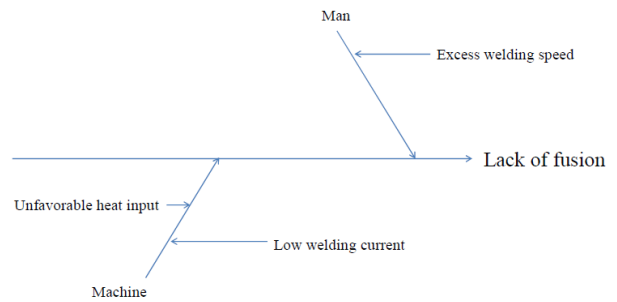 Man
Excess welding speed
Lack of fusion
Unfavorable heat input
Low welding current
Machine